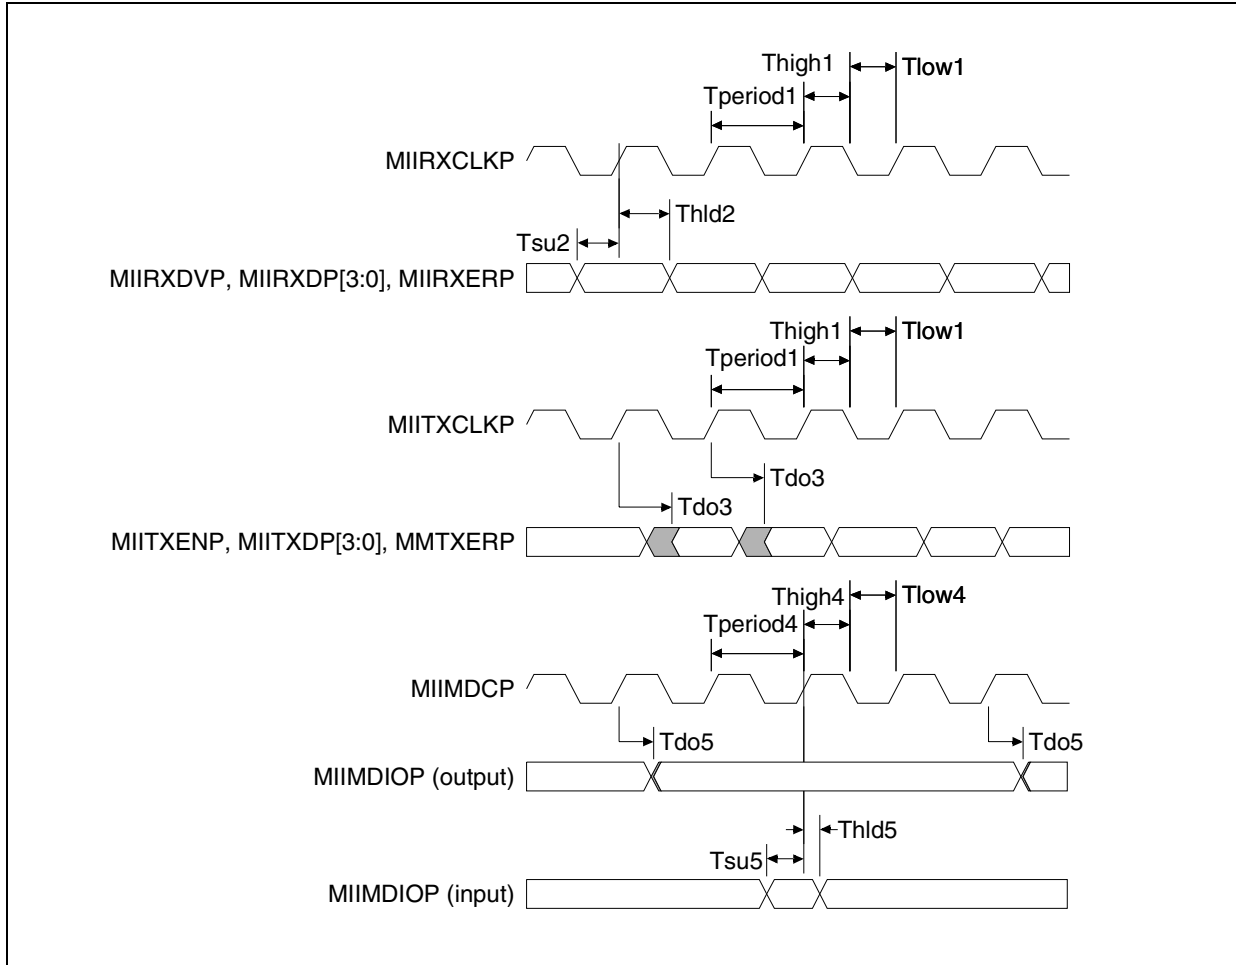 Thigh1
Tlow1
Tperiod1
MIIRXCLKP
Thld2
Tsu2
MIIRXDVP, MIIRXDP[3:0], MIIRXERP
Thigh1
Tlow1
Tperiod1
MIITXCLKP
Tdo3
Tdo3
MIITXENP, MIITXDP[3:0], MMTXERP
Thigh4
Tlow4
Tperiod4
MIIMDCP
Tdo5
Tdo5
MIIMDIOP (output)
Thld5
Tsu5
MIIMDIOP (input)